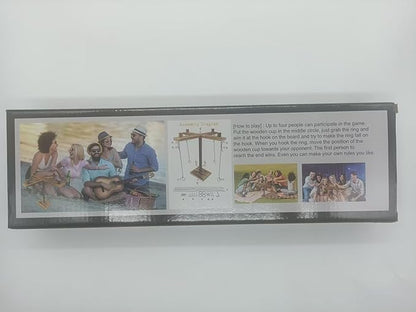 Assembly Diagram
[How to play] : Up to four people can participate in the game.
Put the wooden cup in the middle circle, just grab the ring and
aim it at the hook on the board and try to make the ring fall on
the hook. When you hook the ring, move the position of the
wooden cup towards your opponent. The first person to
reach the end wins. Even you can make your own rules you like.